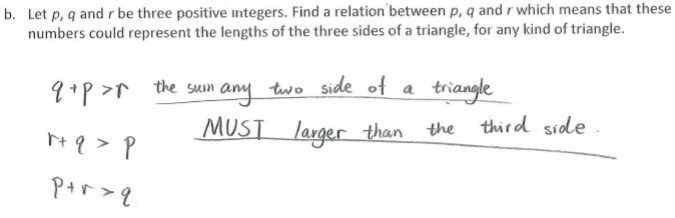 b. Let p, q and r be three positive integers. Find a relation between p, q and r which means that these
numbers could represent the lengths of the three sides of a triangle, for any kind of triangle.
q+p >r the sum any two side of a triangle
r+q > p MUST larger than the third side.
p+r>q